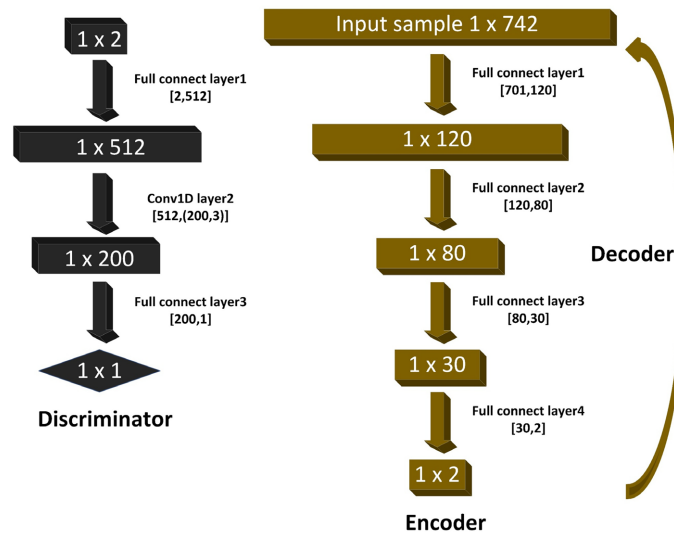 1 x 2
Full connect layer1
[2,512]
1 x 512
Conv1D layer2
[512,(200,3)]
1 x 200
Full connect layer3
[200,1]
1 x 1
Discriminator
Input sample 1 x 742
Full connect layer1
[701,120]
1 x 120
Full connect layer2
[120,80]
1 x 80
Full connect layer3
[80,30]
1 x 30
Full connect layer4
[30,2]
1 x 2
Encoder
Decoder